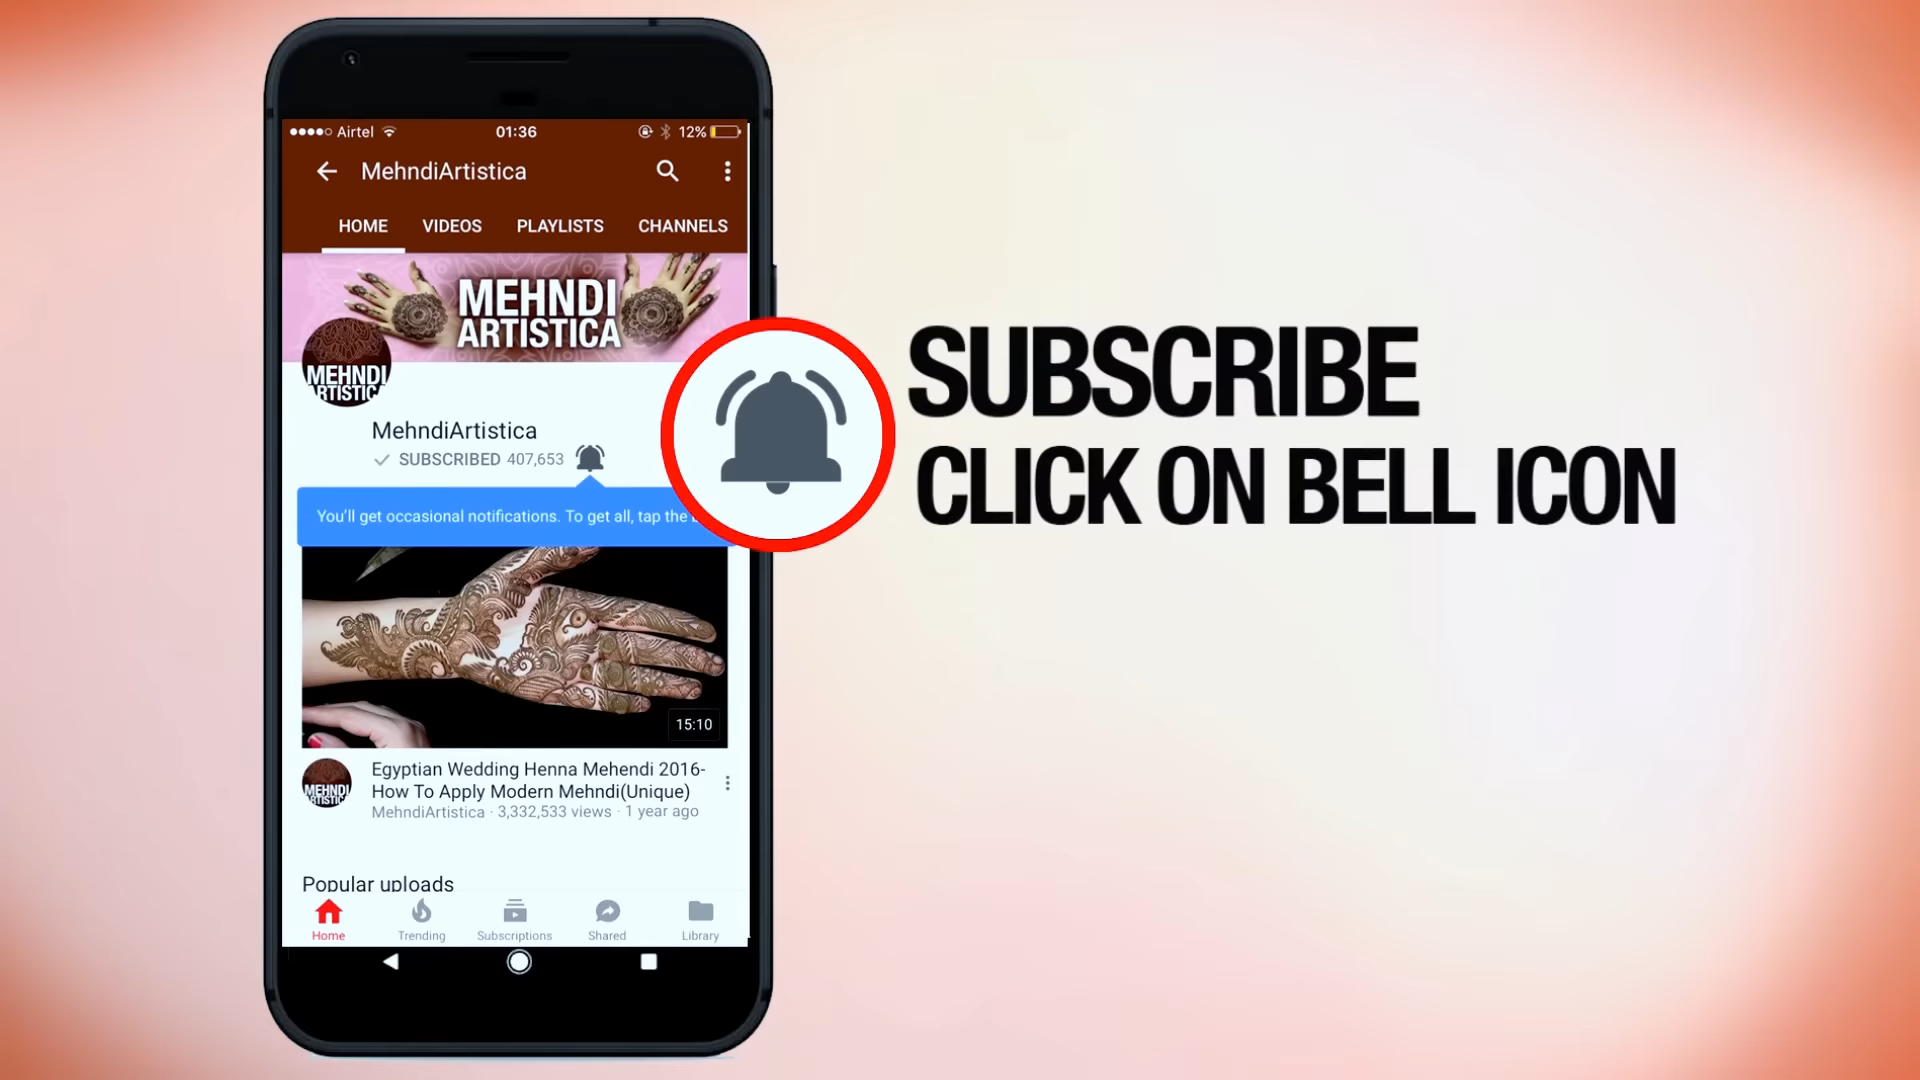 Airtel 01:36 12%
MehndiArtistica
HOME VIDEOS PLAYLISTS CHANNELS
MEHNDI
ARTISTICA
MEHNDI
ARTISTIC
MehndiArtistica
SUBSCRIBED 407,653
You'll get occasional notifications. To get all, tap the
SUBSCRIBE
CLICK ON BELL ICON
15:10
MEHNDI
Egyptian Wedding Henna Mehendi 2016-
How To Apply Modern Mehndi(Unique)
MehndiArtistica · 3,332,533 views · 1 year ago
Popular uploads
Home Trending Subscriptions Shared Library